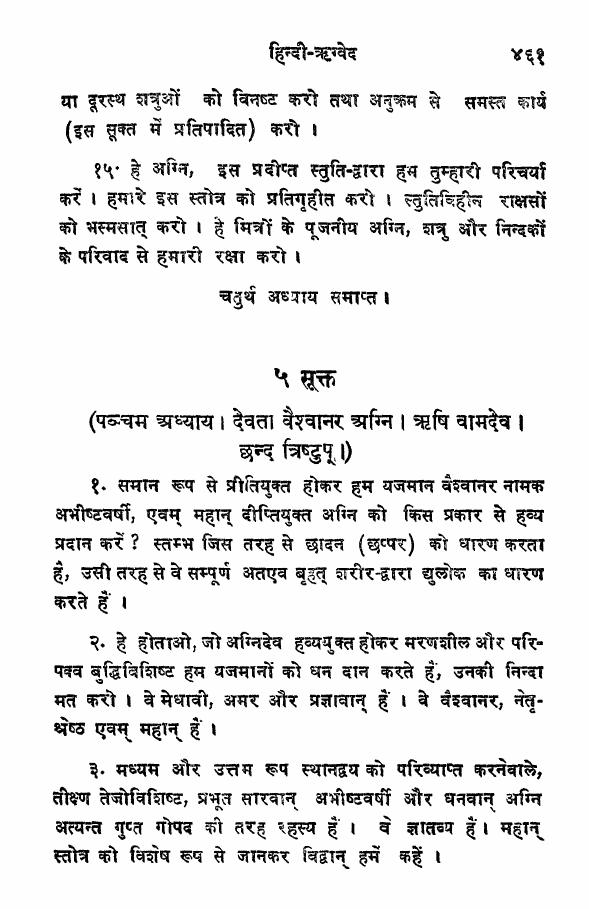 हिन्दी-ऋग्वेद ४६१
या दूरस्थ शत्रुओं को विनष्ट करो तथा अनुक्रम से समस्त कार्य
(इस सूक्त में प्रतिपादित) करो ।
१५· हे अग्नि, इस प्रदीप्त स्तुति-द्वारा हम तुम्हारी परिचर्या
करें । हमारे इस स्तोत्र को प्रतिगृहीत करो । स्तुतिविहीन राक्षसों
को भस्मसात् करो । हे मित्रों के पूजनीय अग्नि, शत्रु और निन्दकों
के परिवाद से हमारी रक्षा करो ।
चतुर्थ अध्याय समाप्त ।
५ सूक्त
(पञ्चम अध्याय । देवता वैश्वानर अग्नि । ऋषि वामदेव ।
छन्द त्रिष्टुप् ।)
१. समान रूप से प्रीतियुक्त होकर हम यजमान वैश्वानर नामक
अभीष्टवर्षी, एवम् महान् दीप्तियुक्त अग्नि को किस प्रकार से हव्य
प्रदान करें ? स्तम्भ जिस तरह से छादन (छप्पर) को धारण करता
है, उसी तरह से वे सम्पूर्ण अतएव बृहत् शरीर-द्वारा द्युलोक का धारण
करते हैं ।
२. हे होताओ, जो अग्निदेव हव्ययुक्त होकर मरणशील और परि-
पक्व बुद्धिविशिष्ट हम यजमानों को धन दान करते हैं, उनकी निन्दा
मत करो । वे मेधावी, अमर और प्रज्ञावान् हैं । वे वैश्वानर, नेतृ-
श्रेष्ठ एवम् महान् हैं ।
३. मध्यम और उत्तम रूप स्थानद्वय को परिव्याप्त करनेवाले,
तीक्ष्ण तेजोविशिष्ट, प्रभूत सारवान् अभीष्टवर्षी और धनवान् अग्नि
अत्यन्त गुप्त गोपद की तरह रहस्य हैं । वे ज्ञातव्य हैं । महान्
स्तोत्र को विशेष रूप से जानकर विद्वान् हमें कहें ।